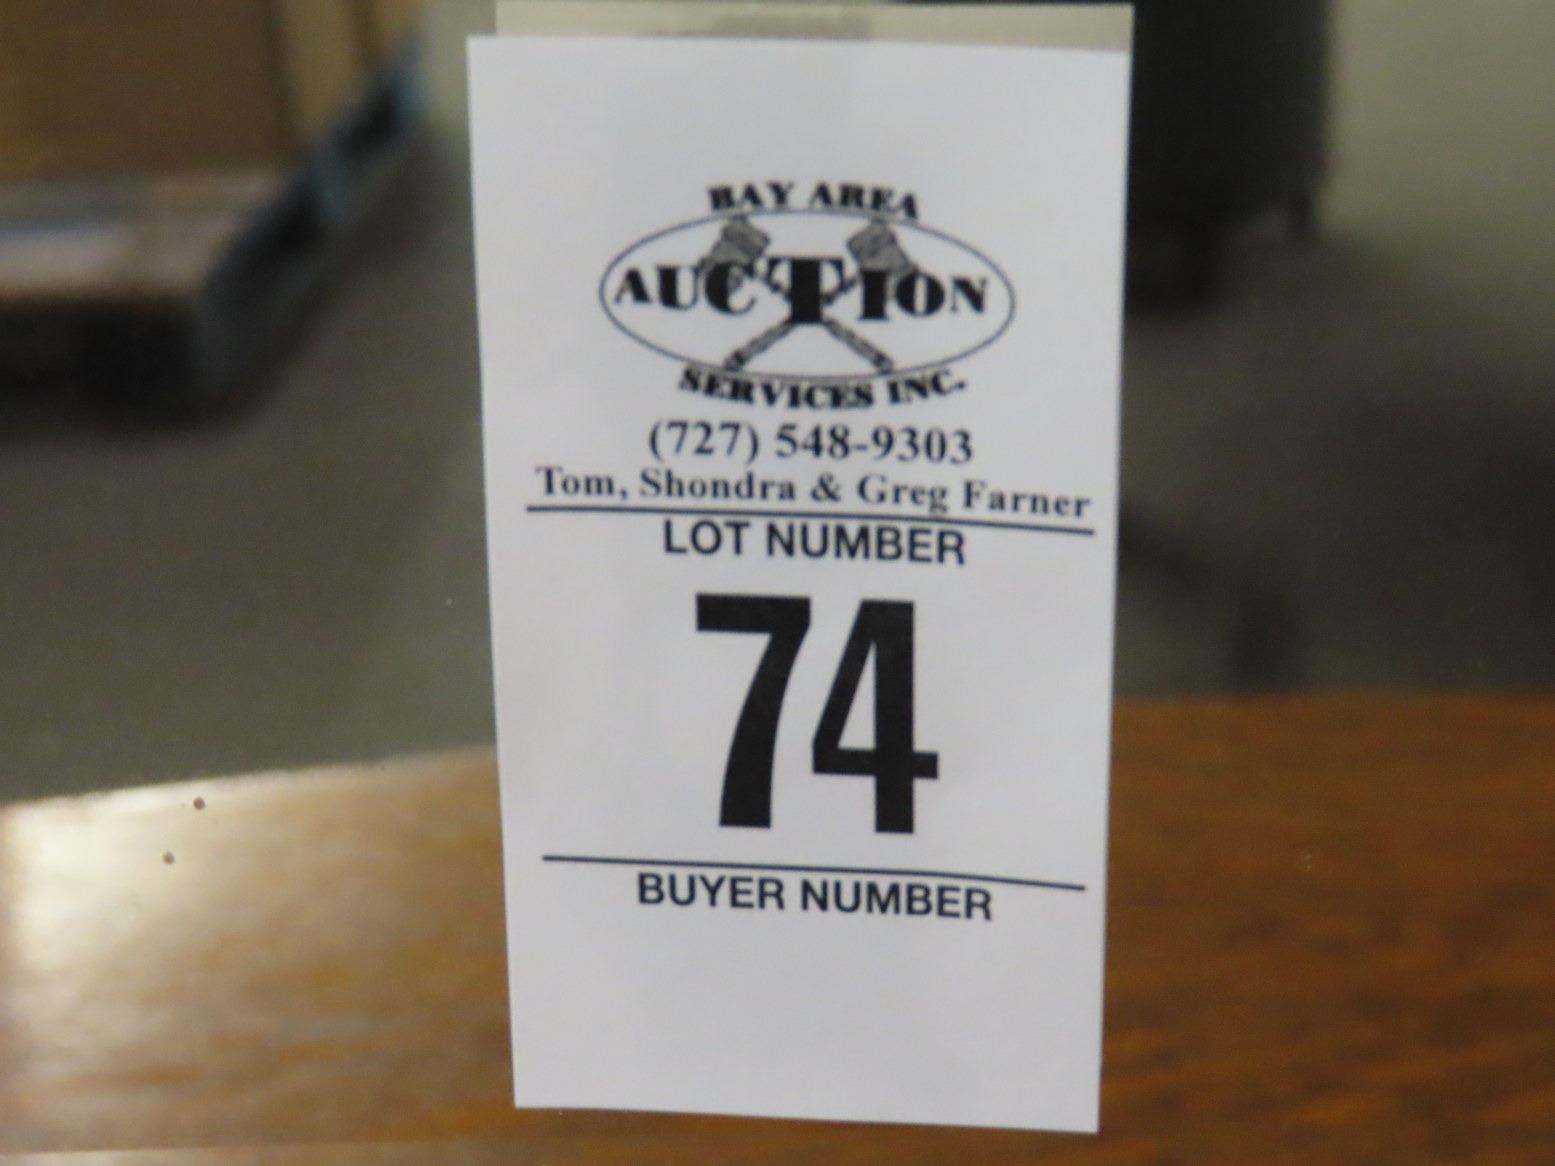 BAY AREA
AUCTION
SERVICES INC.
(727) 548-9303
Tom, Shondra & Greg Farner
LOT NUMBER
74
BUYER NUMBER